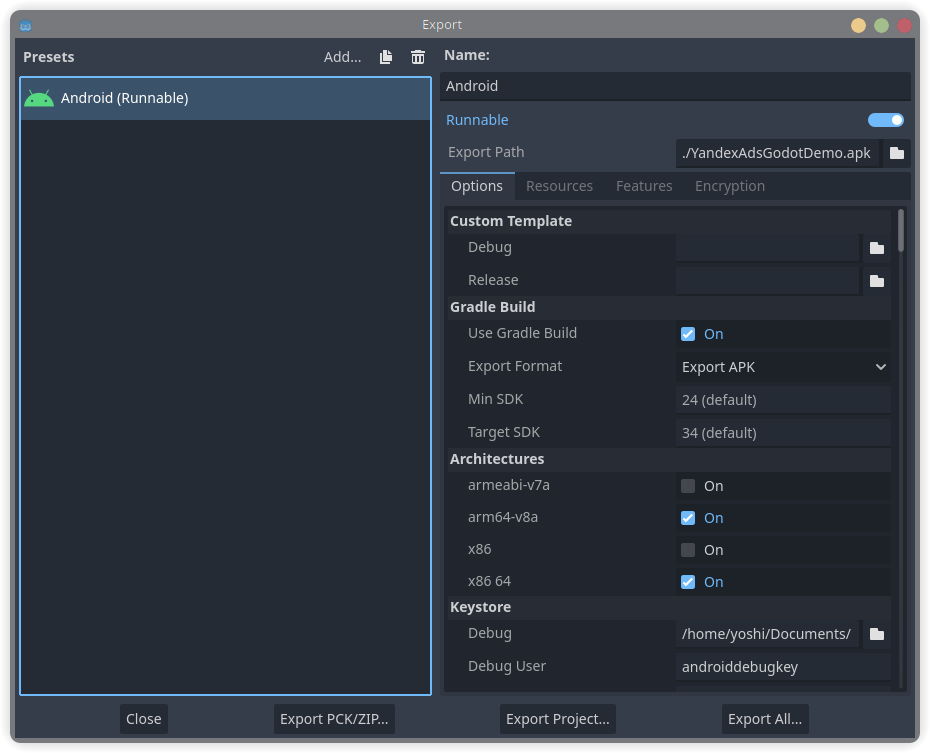 Export
Presets
Add...
Android (Runnable)
Name:
Android
Runnable
Export Path ./YandexAdsGodotDemo.apk
Options Resources Features Encryption
Custom Template
Debug
Release
Gradle Build
Use Gradle Build On
Export Format Export APK
Min SDK 24 (default)
Target SDK 34 (default)
Architectures
armeabi-v7a On
arm64-v8a On
x86 On
x86 64 On
Keystore
Debug /home/yoshi/Documents/
Debug User androiddebugkey
Close Export PCK/ZIP... Export Project... Export All...